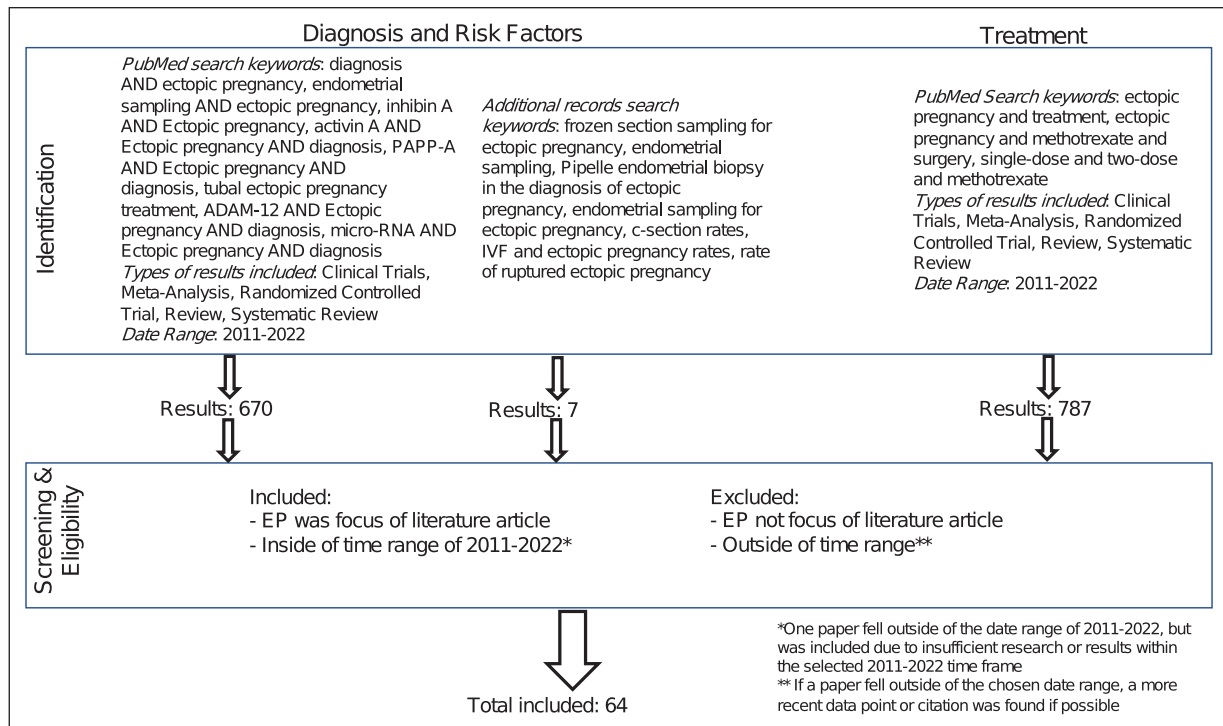 Diagnosis and Risk Factors
Treatment
Identification
PubMed search keywords: diagnosis
AND ectopic pregnancy, endometrial
sampling AND ectopic pregnancy, inhibin A
AND Ectopic pregnancy, activin A AND
Ectopic pregnancy AND diagnosis, PAPP-A
AND Ectopic pregnancy AND
diagnosis, tubal ectopic pregnancy
treatment, ADAM-12 AND Ectopic
pregnancy AND diagnosis, micro-RNA AND
Ectopic pregnancy AND diagnosis
Types of results included: Clinical Trials,
Meta-Analysis, Randomized Controlled
Trial, Review, Systematic Review
Date Range: 2011-2022
Additional records search
keywords: frozen section sampling for
ectopic pregnancy, endometrial
sampling, Pipelle endometrial biopsy
in the diagnosis of ectopic
pregnancy, endometrial sampling for
ectopic pregnancy, c-section rates,
IVF and ectopic pregnancy rates, rate
of ruptured ectopic pregnancy
PubMed Search keywords: ectopic
pregnancy and treatment, ectopic
pregnancy and methotrexate and
surgery, single-dose and two-dose
and methotrexate
Types of results included: Clinical
Trials, Meta-Analysis, Randomized
Controlled Trial, Review, Systematic
Review
Date Range: 2011-2022
Results: 670
Results: 7
Results: 787
Screening &
Eligibility
Included:
- EP was focus of literature article
- Inside of time range of 2011-2022*
Excluded:
- EP not focus of literature article
- Outside of time range**
*One paper fell outside of the date range of 2011-2022, but
was included due to insufficient research or results within
the selected 2011-2022 time frame
** If a paper fell outside of the chosen date range, a more
recent data point or citation was found if possible
Total included: 64